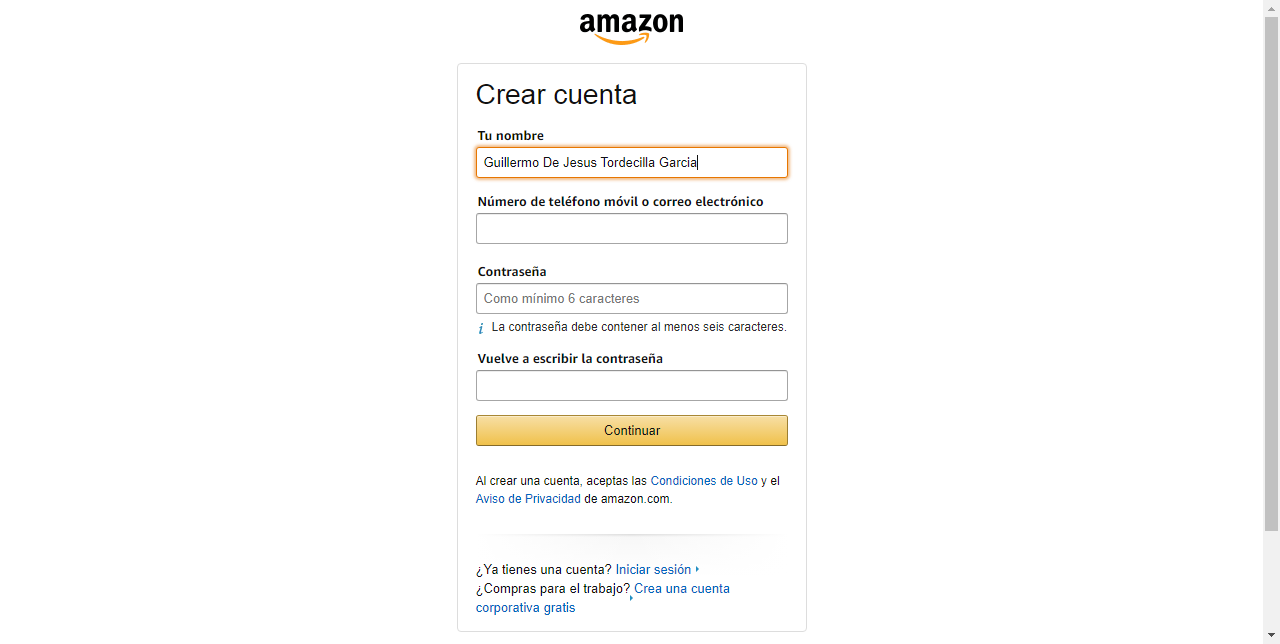 amazon
Crear cuenta
Tu nombre
Guillermo De Jesus Tordecilla Garcia
Número de teléfono móvil o correo electrónico
Contraseña
Como mínimo 6 caracteres
i La contraseña debe contener al menos seis caracteres.
Vuelve a escribir la contraseña
Continuar
Al crear una cuenta, aceptas las Condiciones de Uso y el
Aviso de Privacidad de amazon.com.
¿Ya tienes una cuenta? Iniciar sesión
¿Compras para el trabajo? Crea una cuenta
corporativa gratis